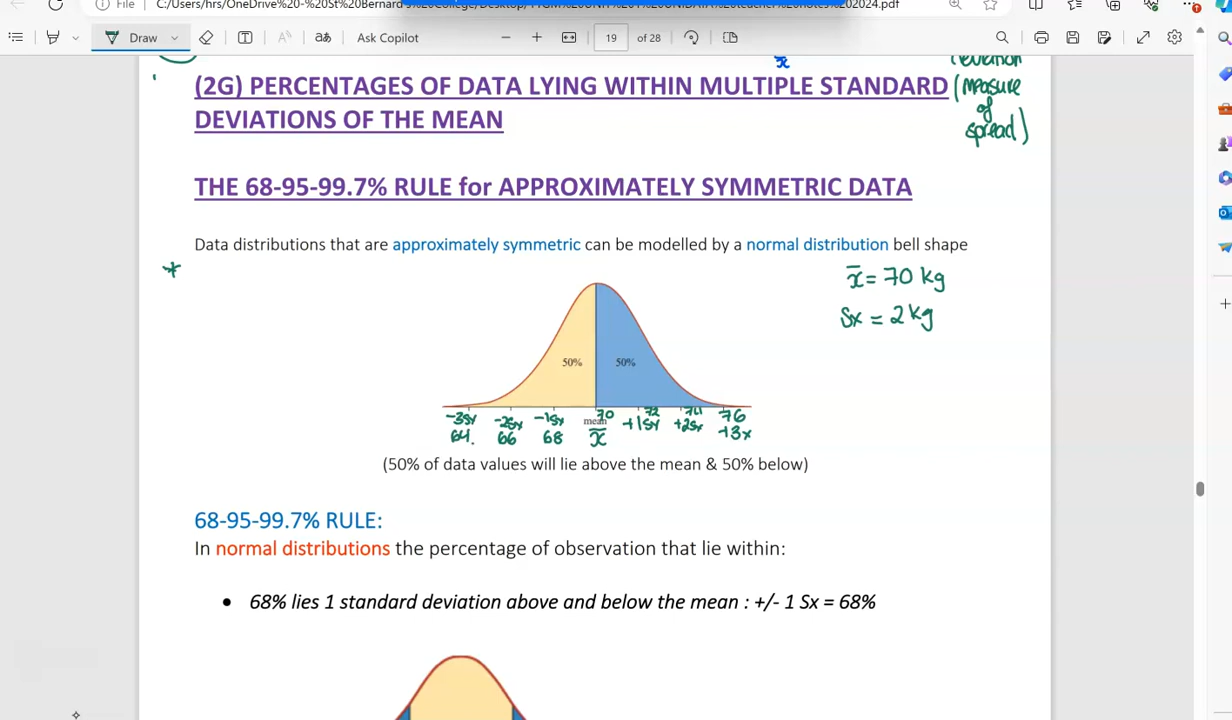 File
C:/Users/hrs/OneDrive%20-%20St%20Bernard
2024.pdf
Draw
Ask Copilot
19 of 28
x̄
(measure
of
spread)
(2G) PERCENTAGES OF DATA LYING WITHIN MULTIPLE STANDARD
DEVIATIONS OF THE MEAN
THE 68-95-99.7% RULE for APPROXIMATELY SYMMETRIC DATA
Data distributions that are approximately symmetric can be modelled by a normal distribution bell shape
*
x̄ = 70 kg
Sx = 2 kg
50% 50%
-3sx -2sx -1sx mean 70 72 74 76
64. 66 68 x̄ +1sx +2sx +3x
(50% of data values will lie above the mean & 50% below)
68-95-99.7% RULE:
In normal distributions the percentage of observation that lie within:
• 68% lies 1 standard deviation above and below the mean : +/- 1 Sx = 68%